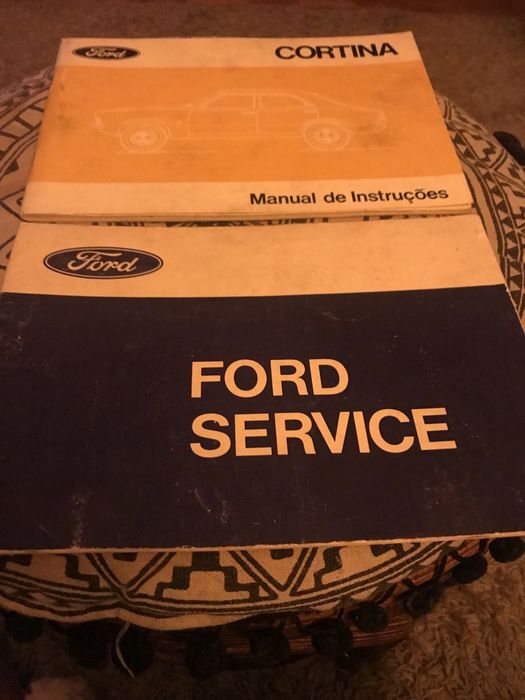 Ford
CORTINA
Manual de Instruções
Ford
FORD
SERVICE